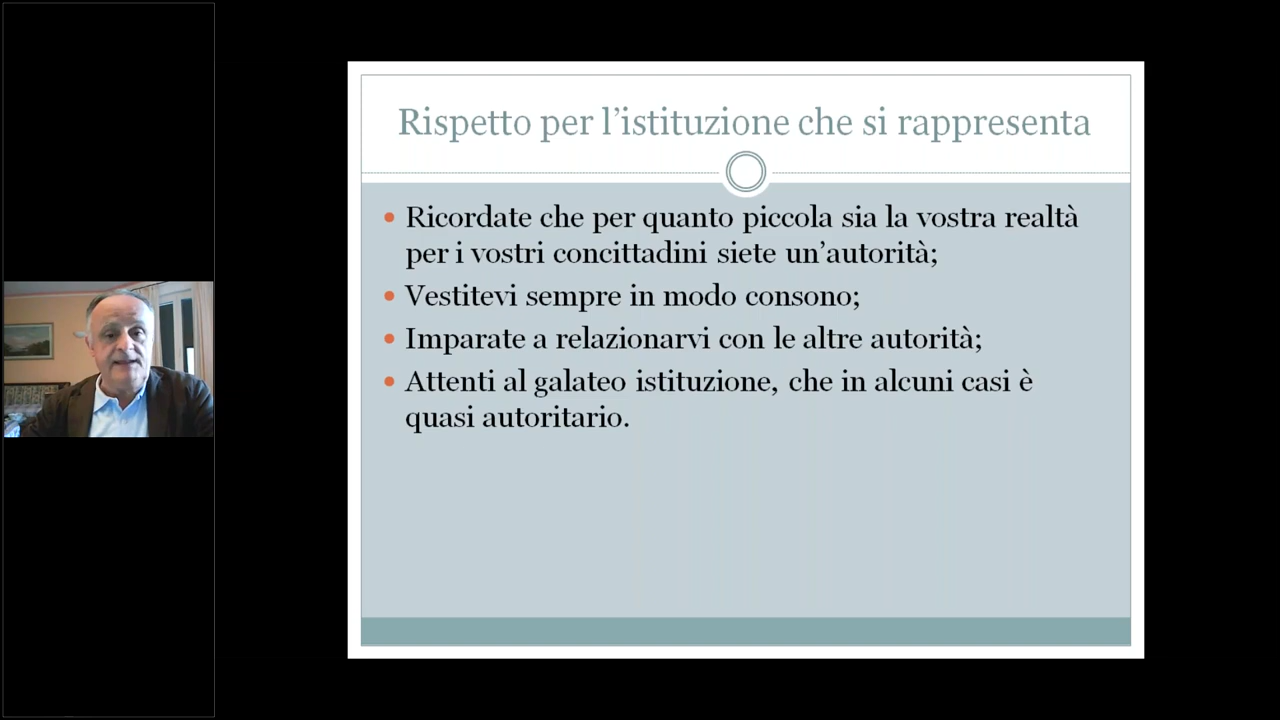 Rispetto per l’istituzione che si rappresenta
Ricordate che per quanto piccola sia la vostra realtà
per i vostri concittadini siete un’autorità;
Vestitevi sempre in modo consono;
Imparate a relazionarvi con le altre autorità;
Attenti al galateo istituzione, che in alcuni casi è
quasi autoritario.